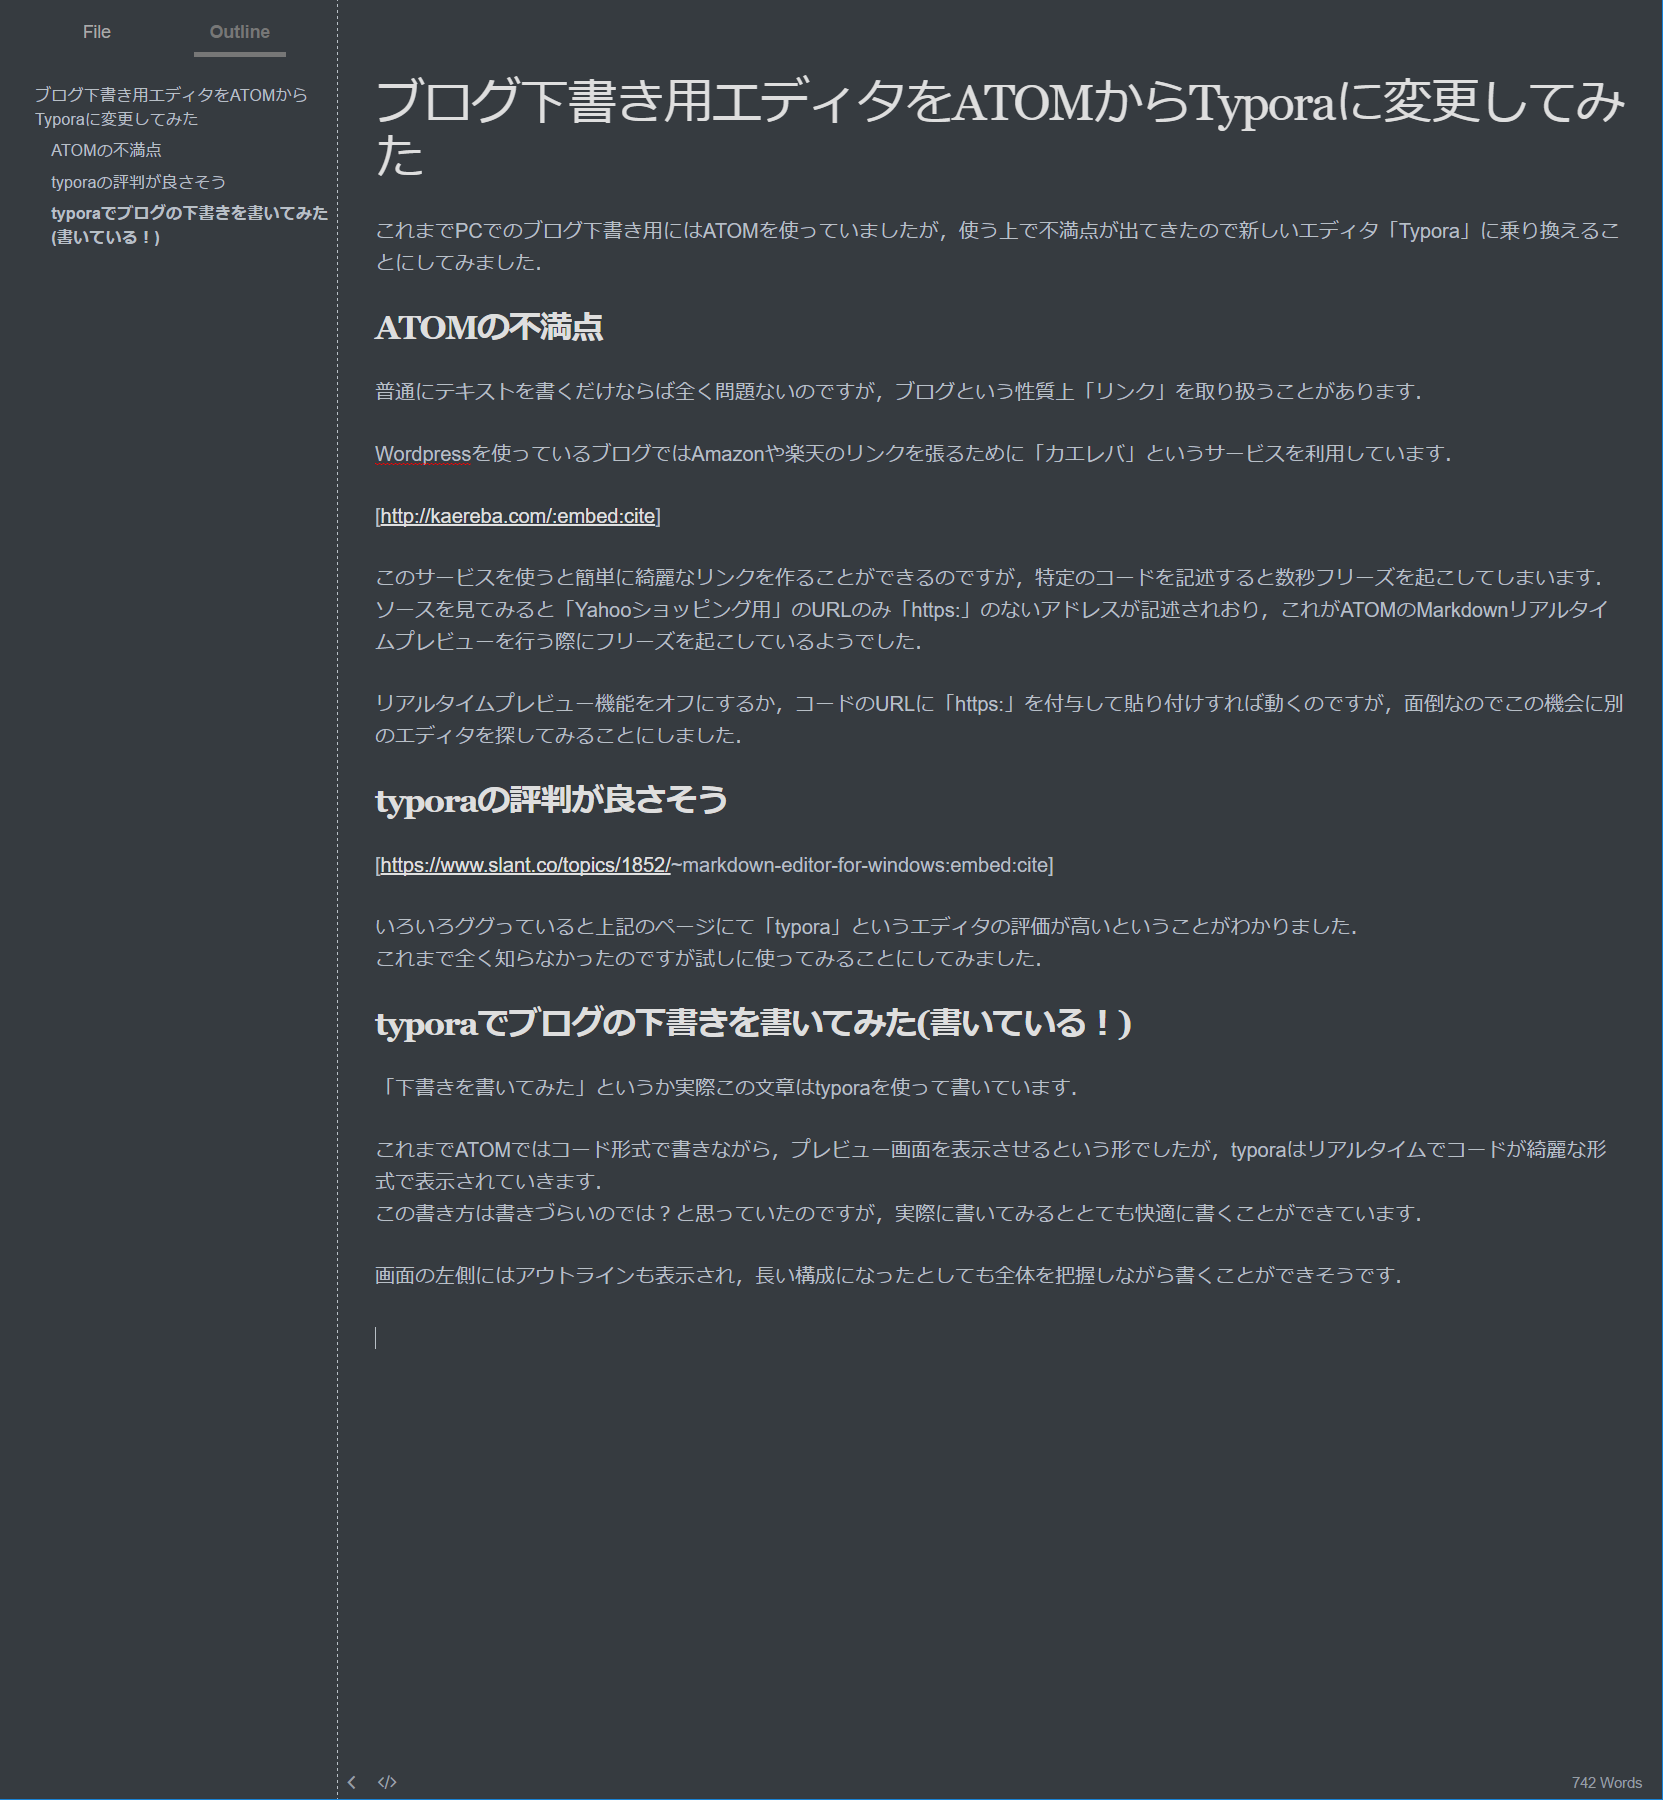 File
Outline
ブログ下書き用エディタをATOMから
Typoraに変更してみた
ATOMの不満点
typoraの評判が良さそう
typoraでブログの下書きを書いてみた
(書いている！)
ブログ下書き用エディタをATOMからTyporaに変更してみ
た
これまでPCでのブログ下書き用にはATOMを使っていましたが，使う上で不満点が出てきたので新しいエディタ「Typora」に乗り換えるこ
とにしてみました．
ATOMの不満点
普通にテキストを書くだけならば全く問題ないのですが，ブログという性質上「リンク」を取り扱うことがあります．
Wordpressを使っているブログではAmazonや楽天のリンクを張るために「カエレバ」というサービスを利用しています．
[http://kaereba.com/:embed:cite]
このサービスを使うと簡単に綺麗なリンクを作ることができるのですが，特定のコードを記述すると数秒フリーズを起こしてしまいます．
ソースを見てみると「Yahooショッピング用」のURLのみ「https:」のないアドレスが記述されおり，これがATOMのMarkdownリアルタイ
ムプレビューを行う際にフリーズを起こしているようでした．
リアルタイムプレビュー機能をオフにするか，コードのURLに「https:」を付与して貼り付けすれば動くのですが，面倒なのでこの機会に別
のエディタを探してみることにしました．
typoraの評判が良さそう
[https://www.slant.co/topics/1852/~markdown-editor-for-windows:embed:cite]
いろいろググっていると上記のページにて「typora」というエディタの評価が高いということがわかりました．
これまで全く知らなかったのですが試しに使ってみることにしてみました．
typoraでブログの下書きを書いてみた(書いている！)
「下書きを書いてみた」というか実際この文章はtyporaを使って書いています．
これまでATOMではコード形式で書きながら，プレビュー画面を表示させるという形でしたが，typoraはリアルタイムでコードが綺麗な形
式で表示されていきます．
この書き方は書きづらいのでは？と思っていたのですが，実際に書いてみるととても快適に書くことができています．
画面の左側にはアウトラインも表示され，長い構成になったとしても全体を把握しながら書くことができそうです．
742 Words